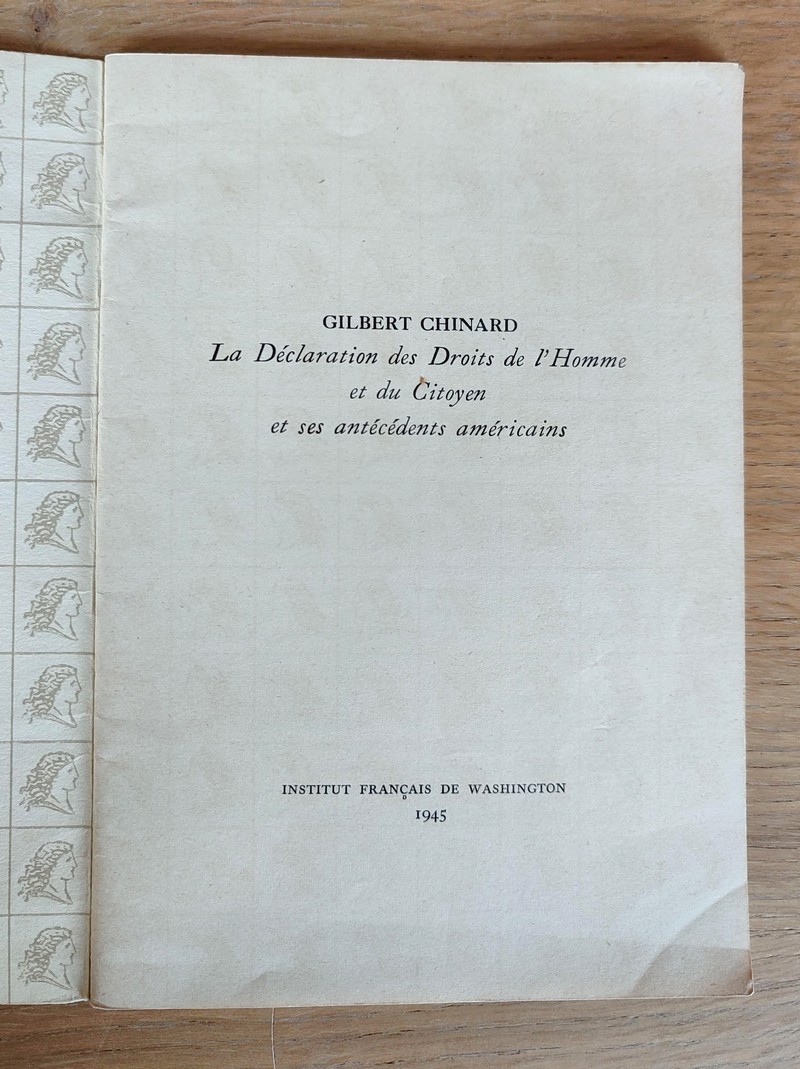 GILBERT CHINARD
La Déclaration des Droits de l'Homme
et du Citoyen
et ses antécédents américains
INSTITUT FRANÇAIS DE WASHINGTON
1945